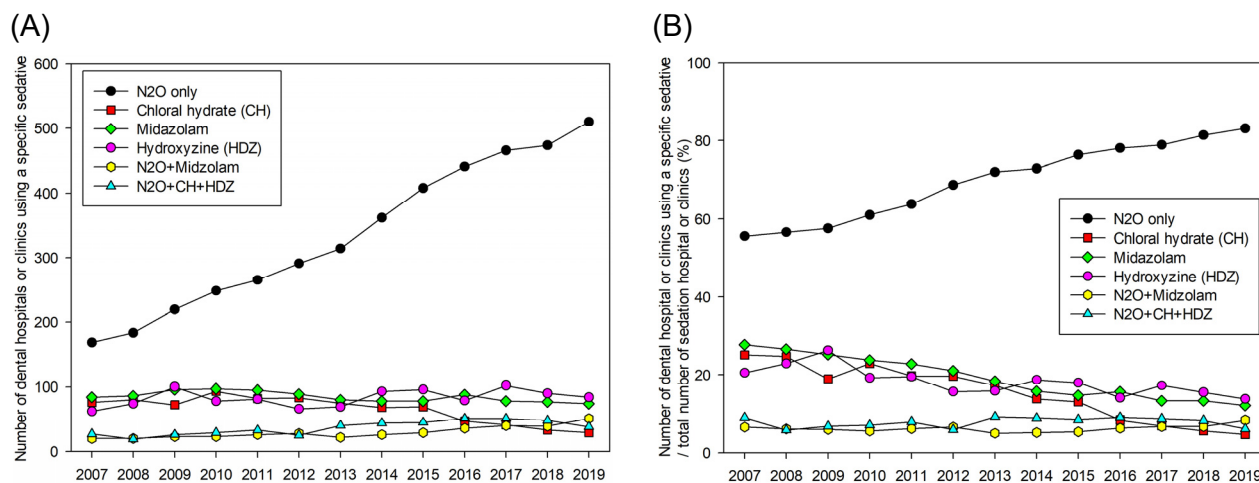 (A)
Number of dental hospitals or clinics using a specific sedative
600
500
400
300
200
100
0
N2O only
Chloral hydrate (CH)
Midazolam
Hydroxyzine (HDZ)
N2O+Midzolam
N2O+CH+HDZ
2007 2008 2009 2010 2011 2012 2013 2014 2015 2016 2017 2018 2019
(B)
Number of dental hospital or clinics using a specific sedative
/ total number of sedation hospital or clinics (%)
100
80
60
40
20
0
N2O only
Chloral hydrate (CH)
Midazolam
Hydroxyzine (HDZ)
N2O+Midzolam
N2O+CH+HDZ
2007 2008 2009 2010 2011 2012 2013 2014 2015 2016 2017 2018 2019